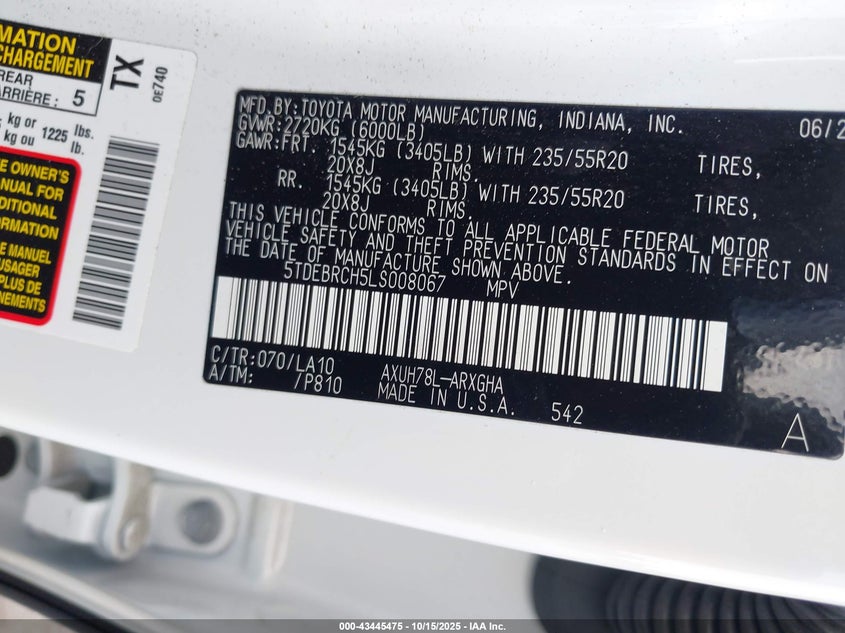 MATION
CHARGEMENT
REAR
ARRIÈRE: 5
TX
0E740
kg or 1225 lbs.
kg ou lb.
E OWNER'S
ANUAL FOR
DITIONAL
FORMATION
E MANUEL
USAGER
PLUS DE
NEMENTS
MFD.BY:TOYOTA MOTOR MANUFACTURING, INDIANA, INC. 06/2
GVWR:2720KG (6000LB)
GAWR:FRT. 1545KG (3405LB) WITH 235/55R20 TIRES,
20X8J RIMS.
RR. 1545KG (3405LB) WITH 235/55R20 TIRES,
20X8J RIMS.
THIS VEHICLE CONFORMS TO ALL APPLICABLE FEDERAL MOTOR
VEHICLE SAFETY AND THEFT PREVENTION STANDARDS IN EFFECT ON
THE DATE OF MANUFACTURE SHOWN ABOVE.
5TDEBRCH5LS008067 MPV
C/TR:070/LA10 AXUH78L-ARXGHA
A/TM: /P810 MADE IN U.S.A. 542
A
000-43445475 - 10/15/2025 - IAA Inc.